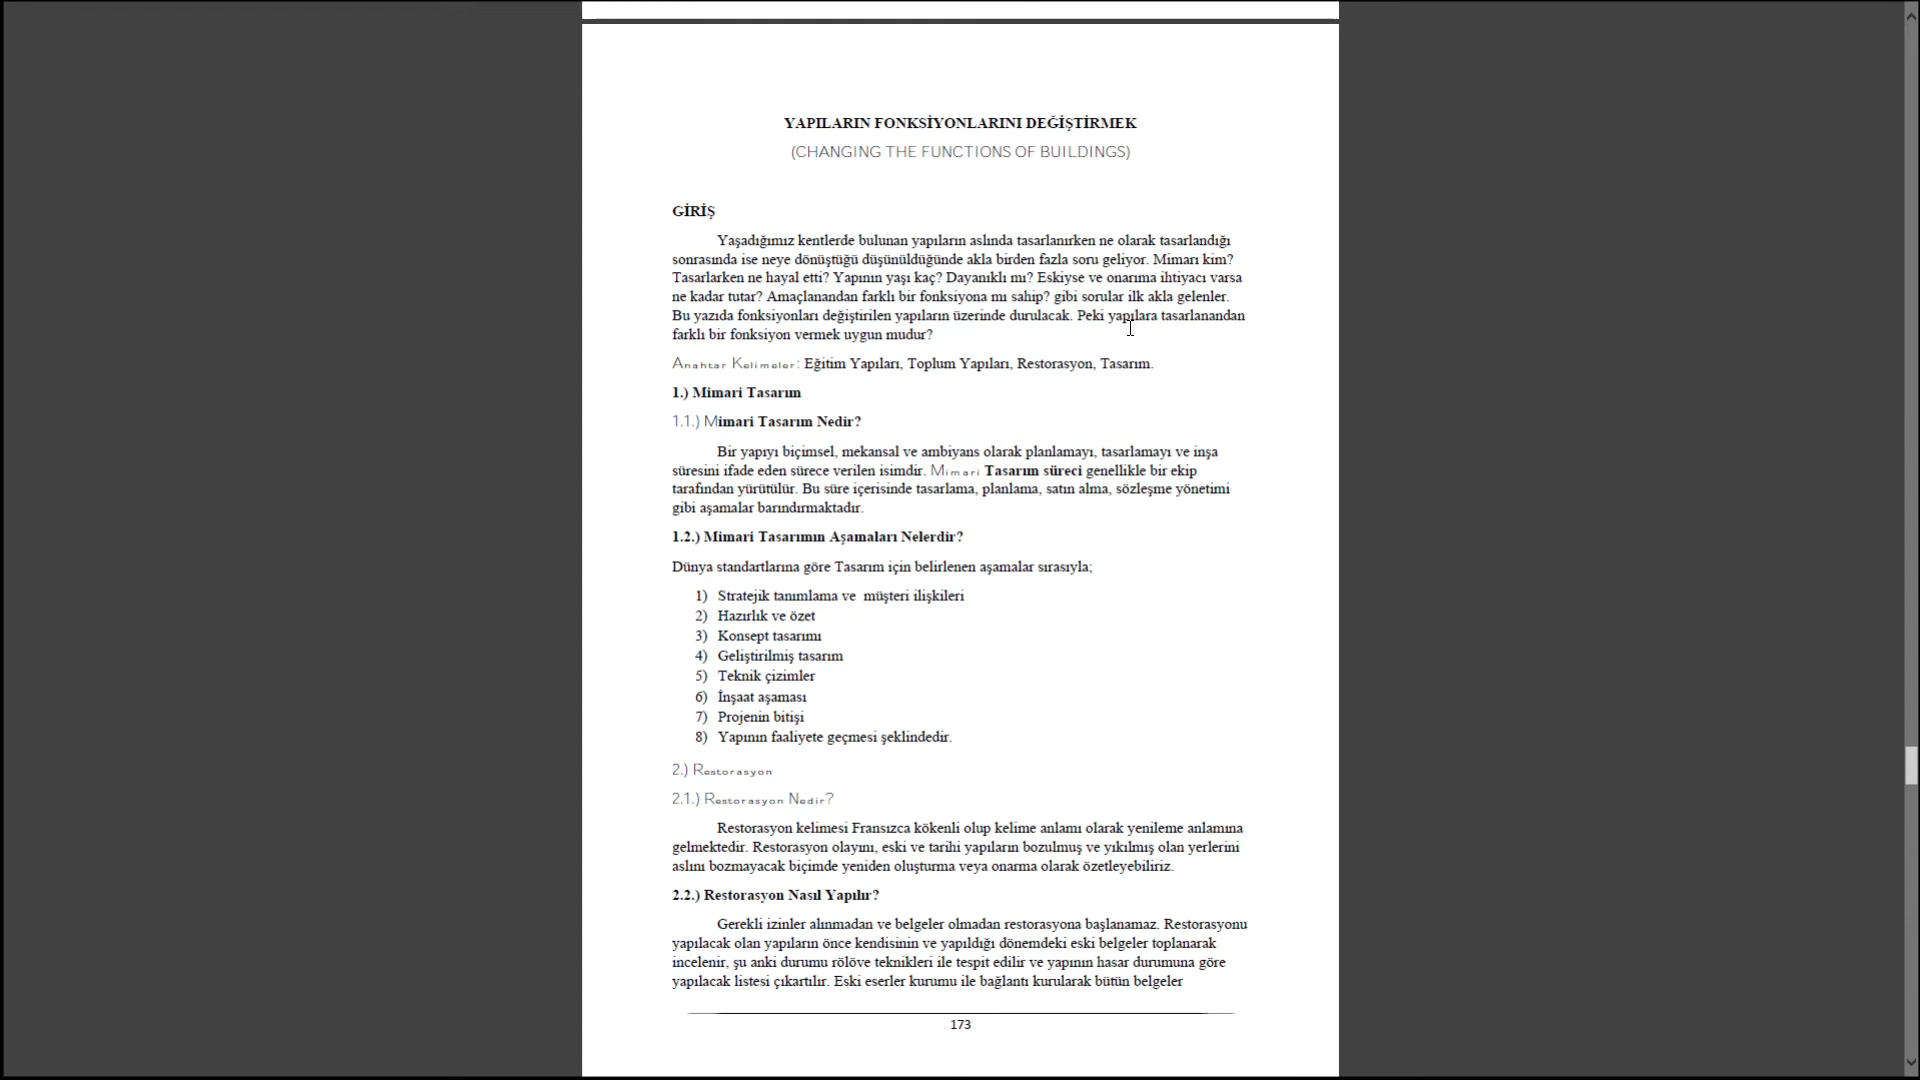 YAPILARIN FONKSİYONLARINI DEĞİŞTİRMEK
(CHANGING THE FUNCTIONS OF BUILDINGS)
GİRİŞ
Yaşadığımız kentlerde bulunan yapıların aslında tasarlanırken ne olarak tasarlandığı
sonrasında ise neye dönüştüğü düşünüldüğünde akla birden fazla soru geliyor. Mimarı kim?
Tasarlarken ne hayal etti? Yapının yaşı kaç? Dayanıklı mı? Eskiyse ve onarıma ihtiyacı varsa
ne kadar tutar? Amaçlanandan farklı bir fonksiyona mı sahip? gibi sorular ilk akla gelenler.
Bu yazıda fonksiyonları değiştirilen yapıların üzerinde durulacak. Peki yapılara tasarlanandan
farklı bir fonksiyon vermek uygun mudur?
Anahtar Kelimeler: Eğitim Yapıları, Toplum Yapıları, Restorasyon, Tasarım.
1.) Mimari Tasarım
1.1.) Mimari Tasarım Nedir?
Bir yapıyı biçimsel, mekansal ve ambiyans olarak planlamayı, tasarlamayı ve inşa
süresini ifade eden sürece verilen isimdir. Mimari Tasarım süreci genellikle bir ekip
tarafından yürütülür. Bu süre içerisinde tasarlama, planlama, satın alma, sözleşme yönetimi
gibi aşamalar barındırmaktadır.
1.2.) Mimari Tasarımın Aşamaları Nelerdir?
Dünya standartlarına göre Tasarım için belirlenen aşamalar sırasıyla;
1) Stratejik tanımlama ve müşteri ilişkileri
2) Hazırlık ve özet
3) Konsept tasarımı
4) Geliştirilmiş tasarım
5) Teknik çizimler
6) İnşaat aşaması
7) Projenin bitişi
8) Yapının faaliyete geçmesi şeklindedir.
2.) Restorasyon
2.1.) Restorasyon Nedir?
Restorasyon kelimesi Fransızca kökenli olup kelime anlamı olarak yenileme anlamına
gelmektedir. Restorasyon olayını, eski ve tarihi yapıların bozulmuş ve yıkılmış olan yerlerini
aslını bozmayacak biçimde yeniden oluşturma veya onarma olarak özetleyebiliriz.
2.2.) Restorasyon Nasıl Yapılır?
Gerekli izinler alınmadan ve belgeler olmadan restorasyona başlanamaz. Restorasyonu
yapılacak olan yapıların önce kendisinin ve yapıldığı dönemdeki eski belgeler toplanarak
incelenir, şu anki durumu rölöve teknikleri ile tespit edilir ve yapının hasar durumuna göre
yapılacak listesi çıkartılır. Eski eserler kurumu ile bağlantı kurularak bütün belgeler
173